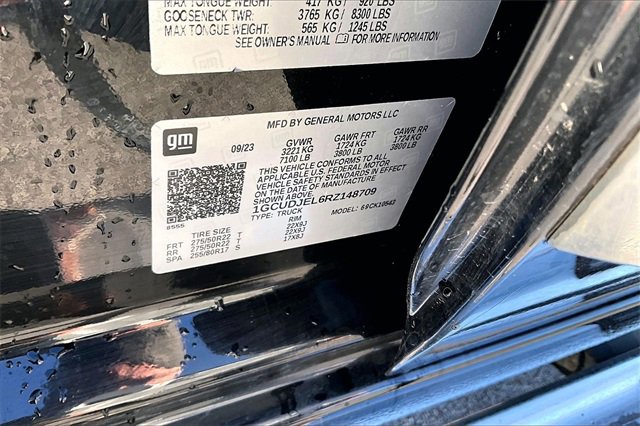 MAX TONGUE WEIGHT: 417 KG / 920 LBS
GOOSENECK TWR: 3765 KG / 8300 LBS
MAX TONGUE WEIGHT: 565 KG / 1245 LBS
SEE OWNER'S MANUAL FOR MORE INFORMATION
gm
MFD BY GENERAL MOTORS LLC
09/23 GVWR GAWR FRT GAWR RR
3221 KG 1724 KG 1724 KG
7100 LB 3800 LB 3800 LB
THIS VEHICLE CONFORMS TO ALL
APPLICABLE U.S. FEDERAL MOTOR
VEHICLE SAFETY STANDARDS IN EFFECT
ON THE DATE OF MANUFACTURE
1GCUDJEL6RZ148709
8555 TYPE: TRUCK MODEL: 69CK10543
TIRE SIZE RIM
FRT 275/50R22 T 22X9J
RR 275/50R22 T 22X9J
SPA 255/80R17 S 17X8J